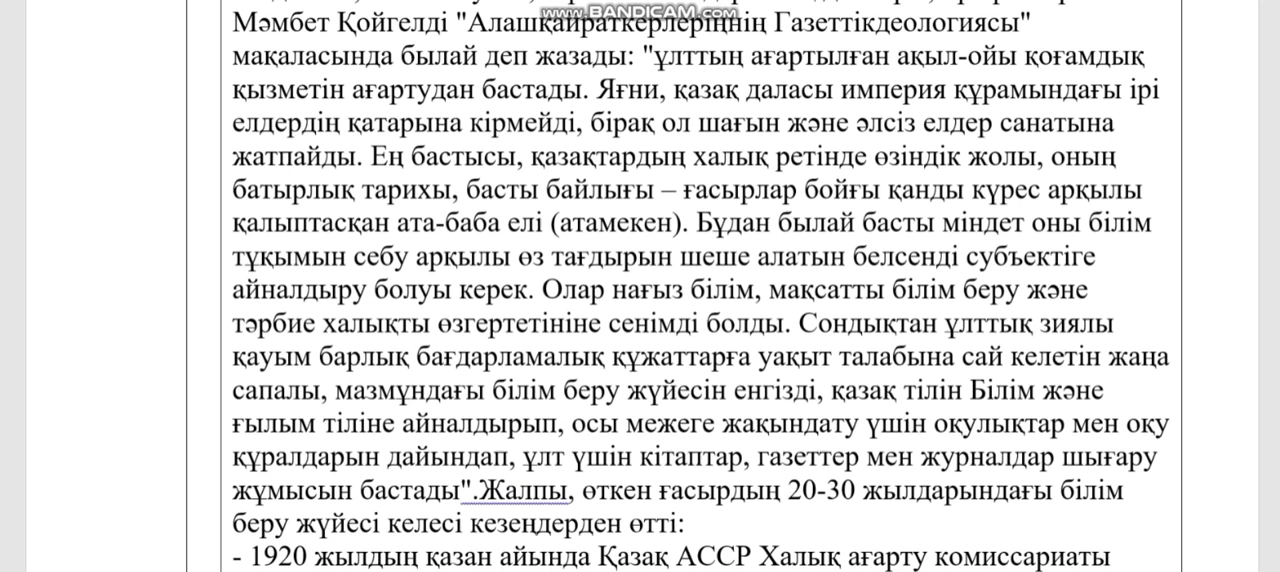 www.BANDICAM.com
Мәмбет Қойгелді "Алашқайраткерлеріңнің Газеттікдеологиясы"
мақаласында былай деп жазады: "ұлттың ағартылған ақыл-ойы қоғамдық
қызметін ағартудан бастады. Яғни, қазақ даласы империя құрамындағы ірі
елдердің қатарына кірмейді, бірақ ол шағын және әлсіз елдер санатына
жатпайды. Ең бастысы, қазақтардың халық ретінде өзіндік жолы, оның
батырлық тарихы, басты байлығы – ғасырлар бойғы қанды күрес арқылы
қалыптасқан ата-баба елі (атамекен). Бұдан былай басты міндет оны білім
тұқымын себу арқылы өз тағдырын шеше алатын белсенді субъектіге
айналдыру болуы керек. Олар нағыз білім, мақсатты білім беру және
тәрбие халықты өзгертетініне сенімді болды. Сондықтан ұлттық зиялы
қауым барлық бағдарламалық құжаттарға уақыт талабына сай келетін жаңа
сапалы, мазмұндағы білім беру жүйесін енгізді, қазақ тілін Білім және
ғылым тіліне айналдырып, осы межеге жақындату үшін оқулықтар мен оқу
құралдарын дайындап, ұлт үшін кітаптар, газеттер мен журналдар шығару
жұмысын бастады".Жалпы, өткен ғасырдың 20-30 жылдарындағы білім
беру жүйесі келесі кезеңдерден өтті:
- 1920 жылдың қазан айында Қазақ АССР Халық ағарту комиссариаты